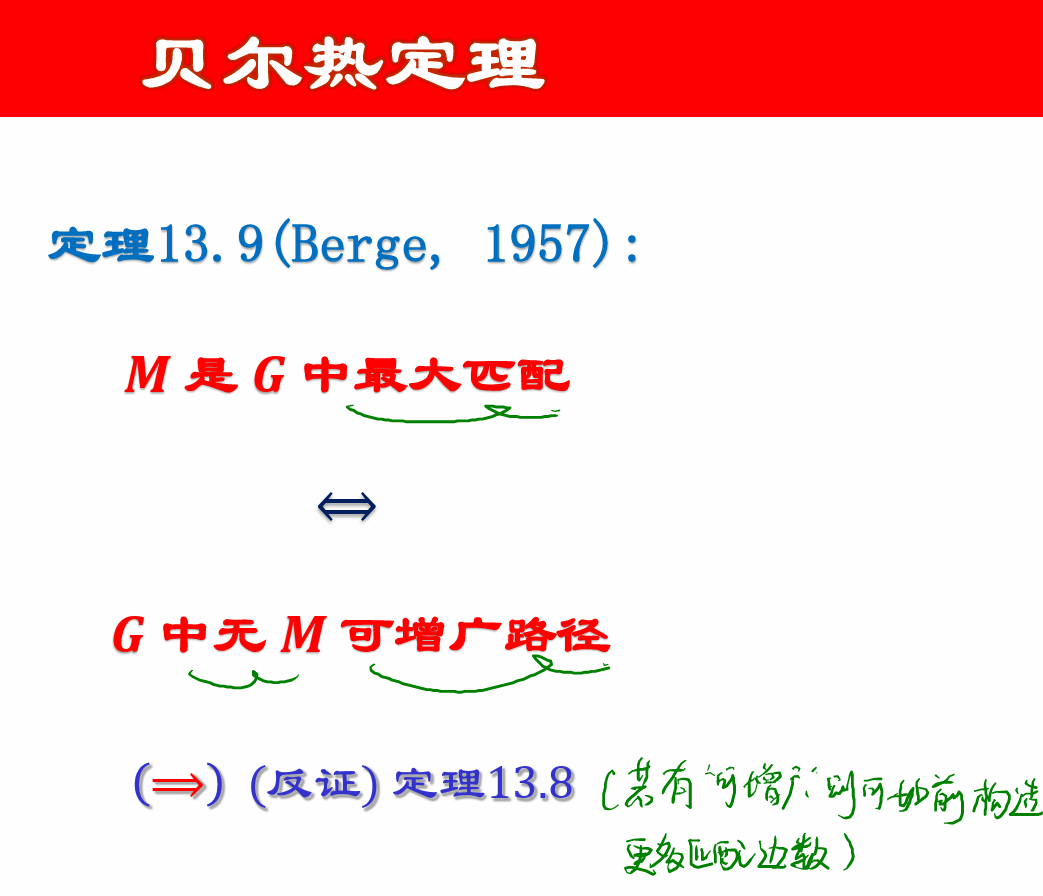 贝尔热定理
定理13.9(Berge, 1957):
M 是 G 中最大匹配
⟺
G 中无 M 可增广路径
(⟹) (反证) 定理13.8 (若有"可增广"则可如前构造
更多匹配边数)